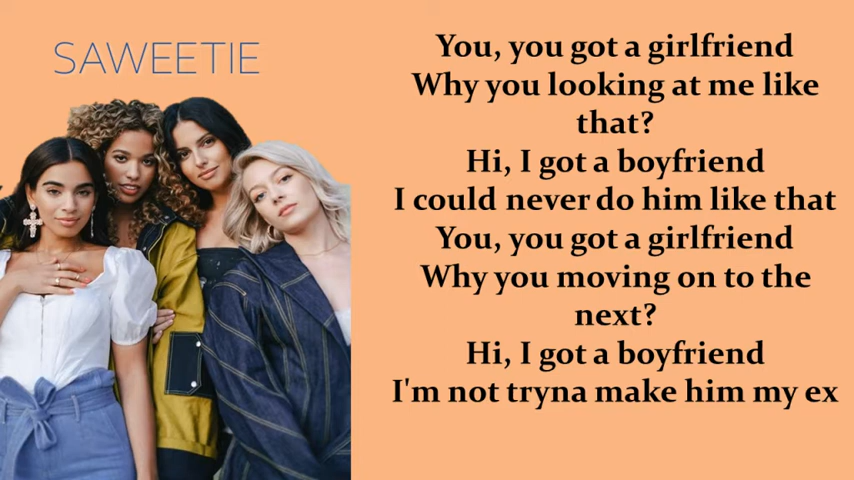 SAWEETIE
You, you got a girlfriend
Why you looking at me like
that?
Hi, I got a boyfriend
I could never do him like that
You, you got a girlfriend
Why you moving on to the
next?
Hi, I got a boyfriend
I'm not tryna make him my ex